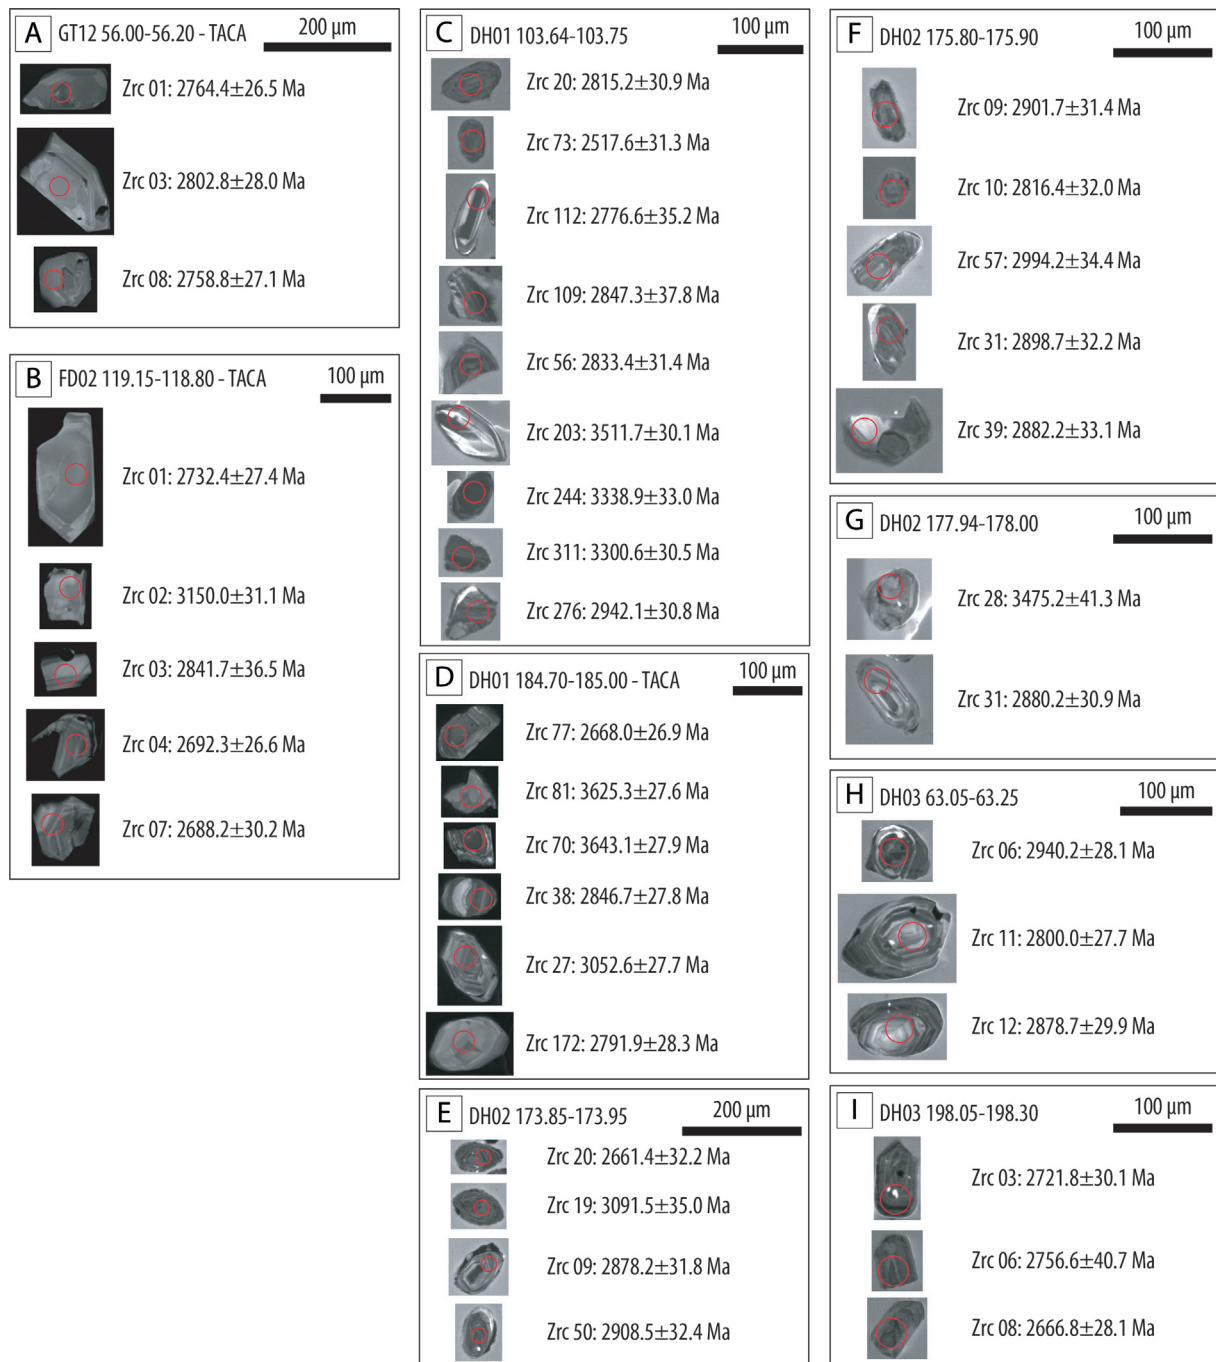 A GT12 56.00-56.20 - TACA 200 µm
Zrc 01: 2764.4±26.5 Ma
Zrc 03: 2802.8±28.0 Ma
Zrc 08: 2758.8±27.1 Ma
B FD02 119.15-118.80 - TACA 100 µm
Zrc 01: 2732.4±27.4 Ma
Zrc 02: 3150.0±31.1 Ma
Zrc 03: 2841.7±36.5 Ma
Zrc 04: 2692.3±26.6 Ma
Zrc 07: 2688.2±30.2 Ma
C DH01 103.64-103.75 100 µm
Zrc 20: 2815.2±30.9 Ma
Zrc 73: 2517.6±31.3 Ma
Zrc 112: 2776.6±35.2 Ma
Zrc 109: 2847.3±37.8 Ma
Zrc 56: 2833.4±31.4 Ma
Zrc 203: 3511.7±30.1 Ma
Zrc 244: 3338.9±33.0 Ma
Zrc 311: 3300.6±30.5 Ma
Zrc 276: 2942.1±30.8 Ma
D DH01 184.70-185.00 - TACA 100 µm
Zrc 77: 2668.0±26.9 Ma
Zrc 81: 3625.3±27.6 Ma
Zrc 70: 3643.1±27.9 Ma
Zrc 38: 2846.7±27.8 Ma
Zrc 27: 3052.6±27.7 Ma
Zrc 172: 2791.9±28.3 Ma
E DH02 173.85-173.95 200 µm
Zrc 20: 2661.4±32.2 Ma
Zrc 19: 3091.5±35.0 Ma
Zrc 09: 2878.2±31.8 Ma
Zrc 50: 2908.5±32.4 Ma
F DH02 175.80-175.90 100 µm
Zrc 09: 2901.7±31.4 Ma
Zrc 10: 2816.4±32.0 Ma
Zrc 57: 2994.2±34.4 Ma
Zrc 31: 2898.7±32.2 Ma
Zrc 39: 2882.2±33.1 Ma
G DH02 177.94-178.00 100 µm
Zrc 28: 3475.2±41.3 Ma
Zrc 31: 2880.2±30.9 Ma
H DH03 63.05-63.25 100 µm
Zrc 06: 2940.2±28.1 Ma
Zrc 11: 2800.0±27.7 Ma
Zrc 12: 2878.7±29.9 Ma
I DH03 198.05-198.30 100 µm
Zrc 03: 2721.8±30.1 Ma
Zrc 06: 2756.6±40.7 Ma
Zrc 08: 2666.8±28.1 Ma